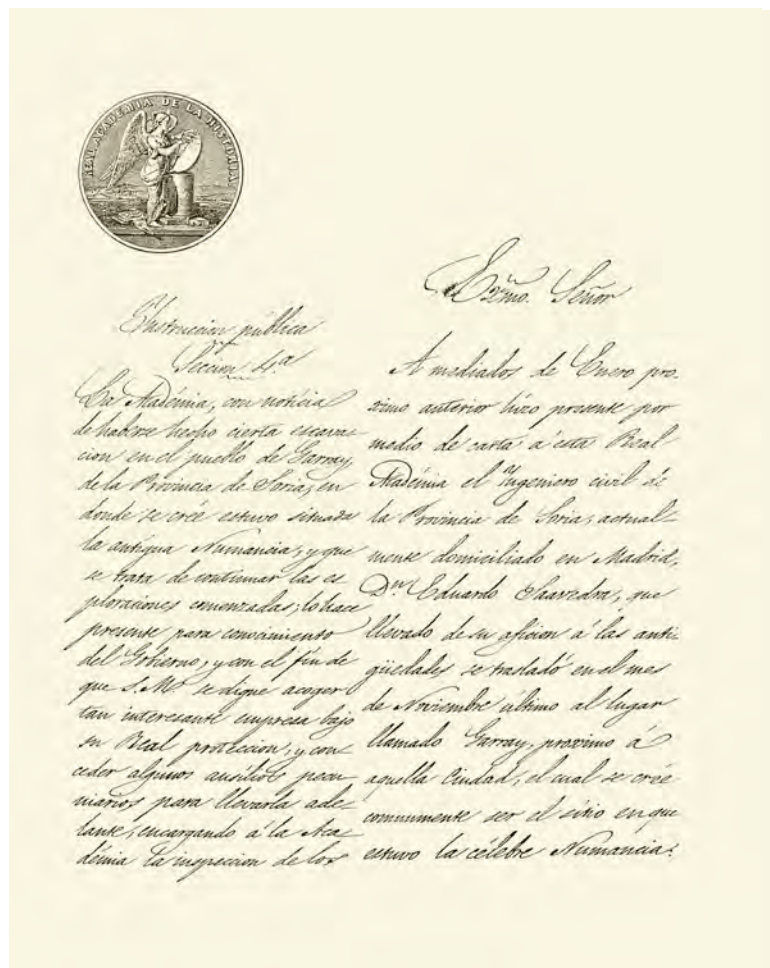 REAL ACADEMIA DE LA HISTORIA
Instruccion pública
Seccion 4.a
La Académia, con noticia
de haberse hecho cierta escava-
cion en el pueblo de Garray,
de la Provincia de Soria, en
donde se créé estuvo situada
la antigua Numancia, y que
se trata de continuar las es
ploraciones comenzadas; lo hace
presente para conocimiento
del Gobierno, y con el fin de
que S. M. se digne acoger
tan interesante empresa bajo
su Real proteccion, y con
ceder algunos ausilios pecu
niarios para llevarla ade-
lante, encargando á la Aca
démia la inspeccion de los
Exmo. Señor
A mediados de Enero pro-
ximo anterior hizo presente por
medio de carta á esta Real
Académia el Yngeniero civil de
la Provincia de Soria, actual-
mente domiciliado en Madrid,
Dn Eduardo Saavedra, que
llevado de su aficion á las anti-
güedades se trasladó en el mes
de Noviembre último al lugar
llamado Garray, proximo á
aquella Ciudad, el cual se créé
comunmente ser el sitio en que
estuvo la célebre Numancia: